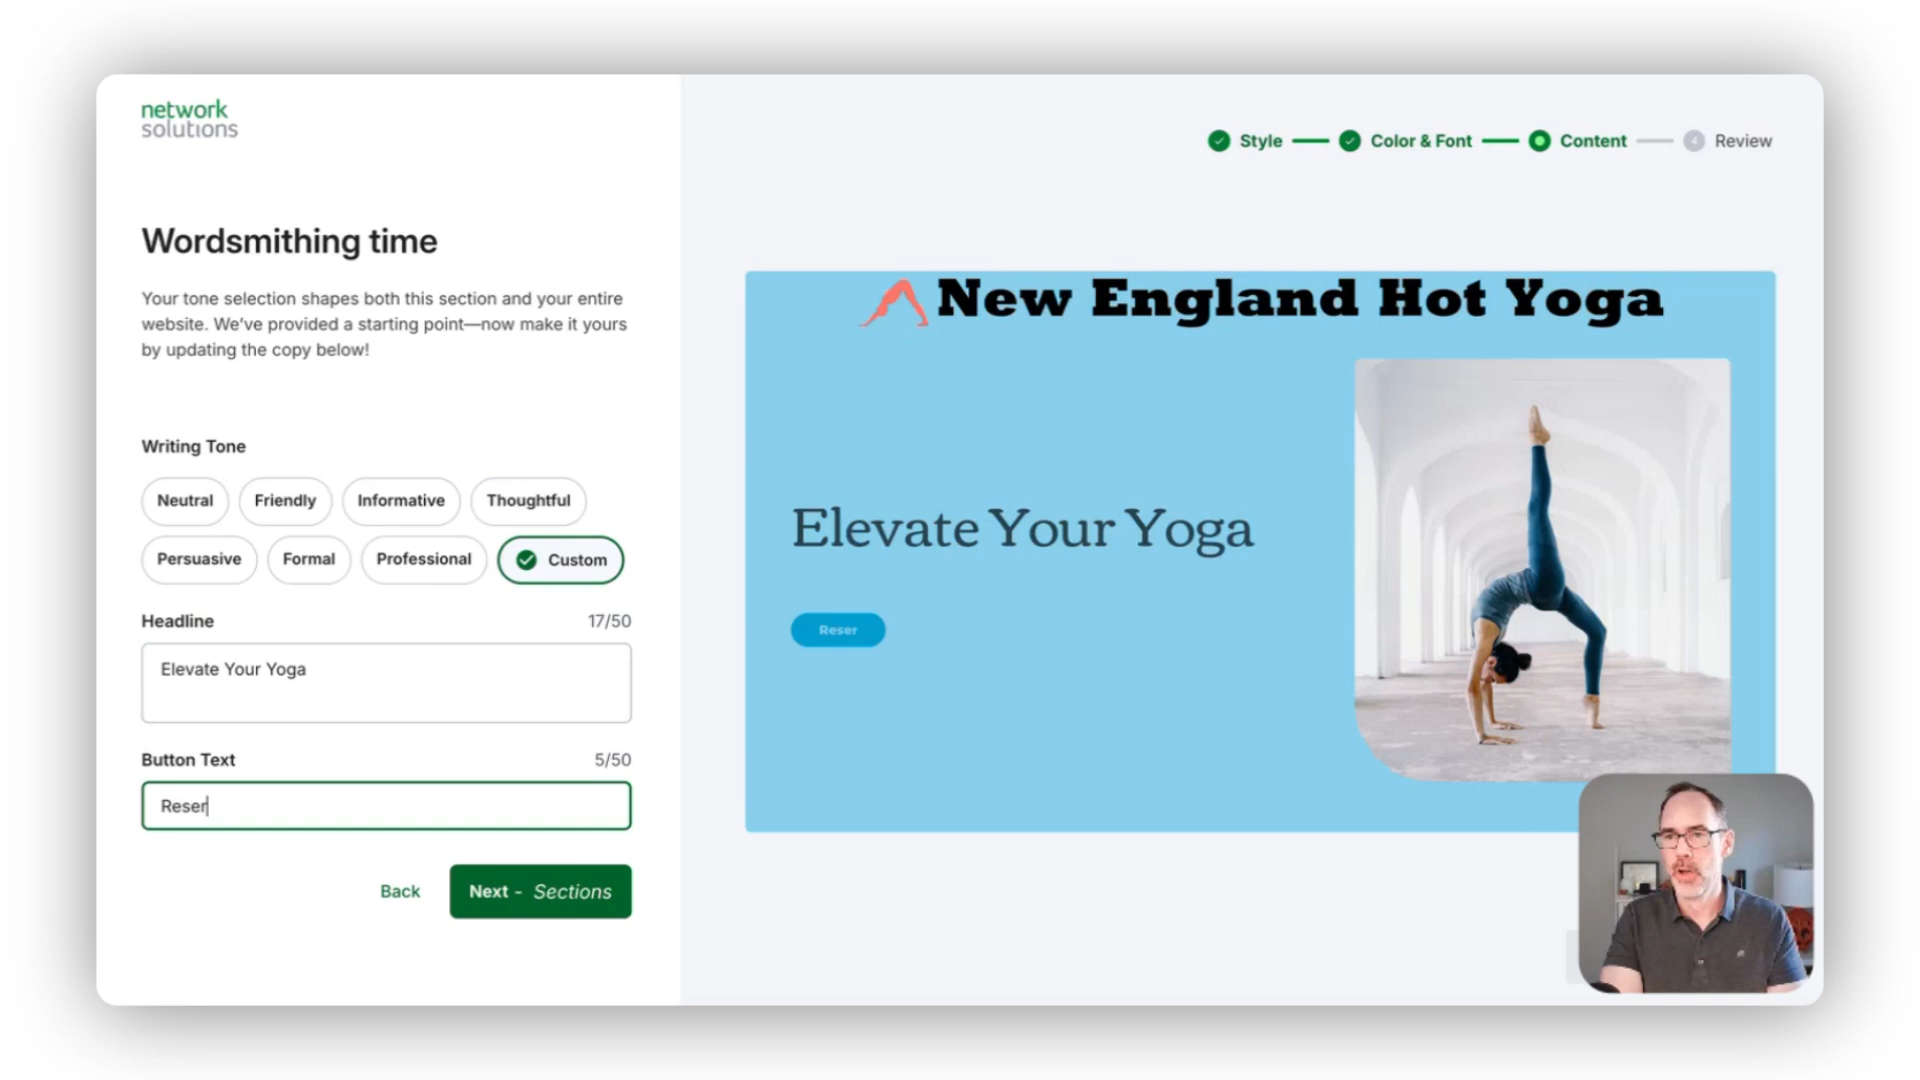 network
solutions
Style
Color & Font
Content
4 Review
Wordsmithing time
Your tone selection shapes both this section and your entire
website. We've provided a starting point—now make it yours
by updating the copy below!
Writing Tone
Neutral
Friendly
Informative
Thoughtful
Persuasive
Formal
Professional
Custom
Headline
17/50
Elevate Your Yoga
Button Text
5/50
Reser
Back
Next - Sections
New England Hot Yoga
Elevate Your Yoga
Reser